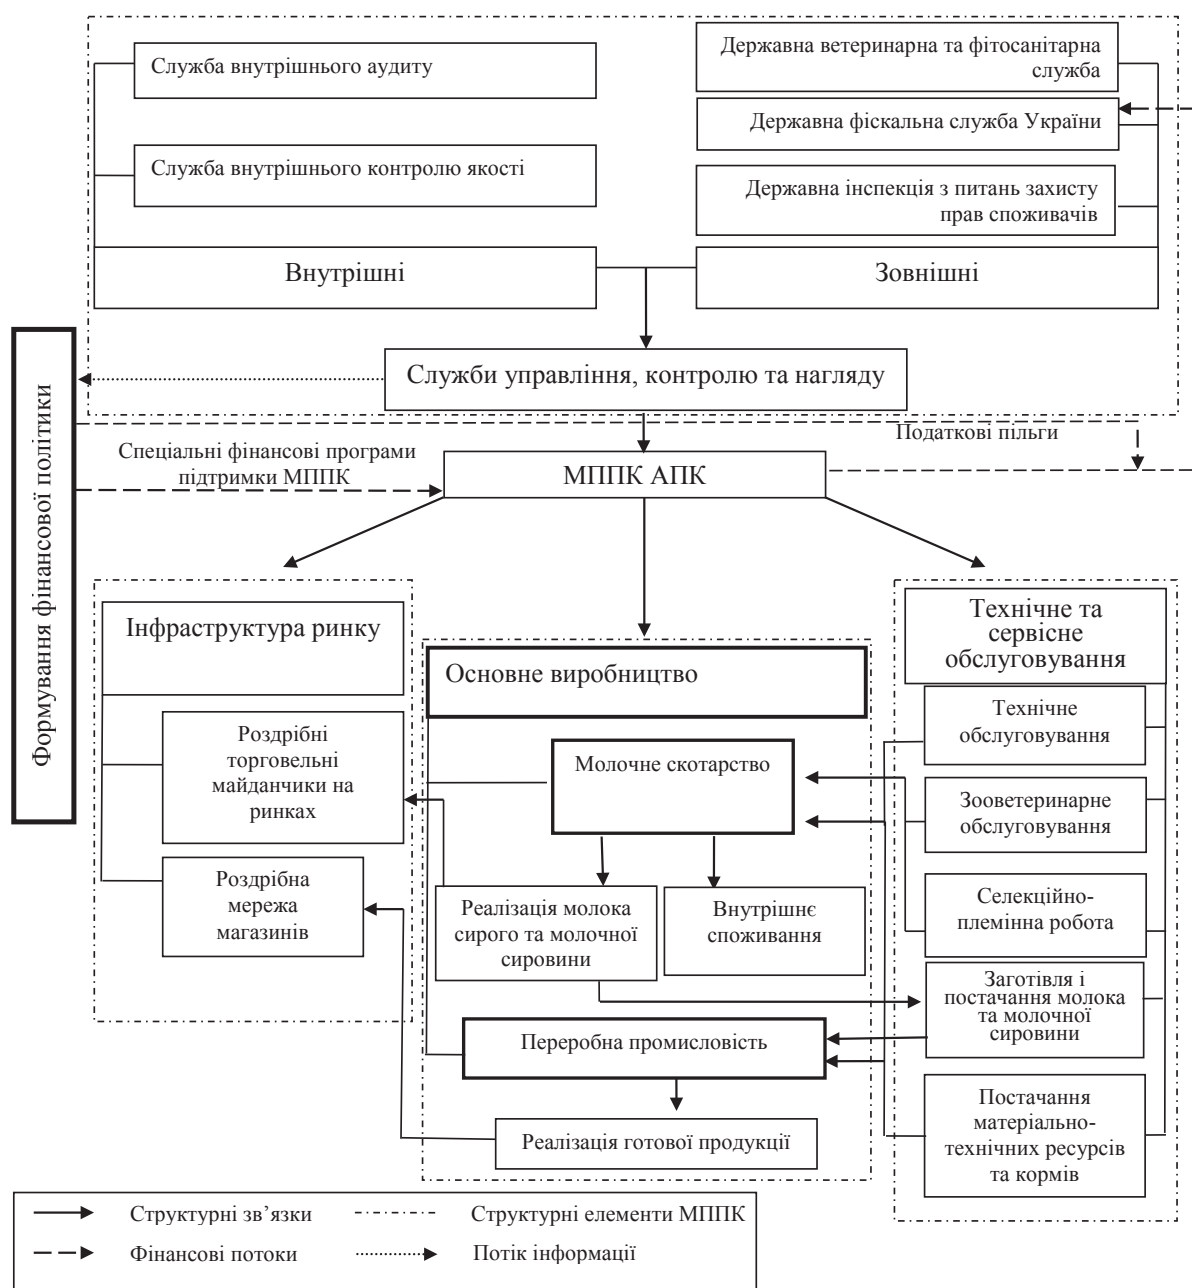 Служба внутрішнього аудиту
Державна ветеринарна та фітосанітарна
служба
Державна фіскальна служба України
Служба внутрішнього контролю якості
Державна інспекція з питань захисту
прав споживачів
Внутрішні
Зовнішні
Служби управління, контролю та нагляду
Формування фінансової політики
Спеціальні фінансові програми
підтримки МППК
Податкові пільги
МППК АПК
Інфраструктура ринку
Роздрібні
торговельні
майданчики на
ринках
Роздрібна
мережа
магазинів
Основне виробництво
Молочне скотарство
Реалізація молока
сирого та молочної
сировини
Внутрішнє
споживання
Переробна промисловість
Реалізація готової продукції
Технічне та
сервісне
обслуговування
Технічне
обслуговування
Зооветеринарне
обслуговування
Селекційно-
племінна робота
Заготівля і
постачання молока
та молочної
сировини
Постачання
матеріально-
технічних ресурсів
та кормів
Структурні зв’язки
Структурні елементи МППК
Фінансові потоки
Потік інформації